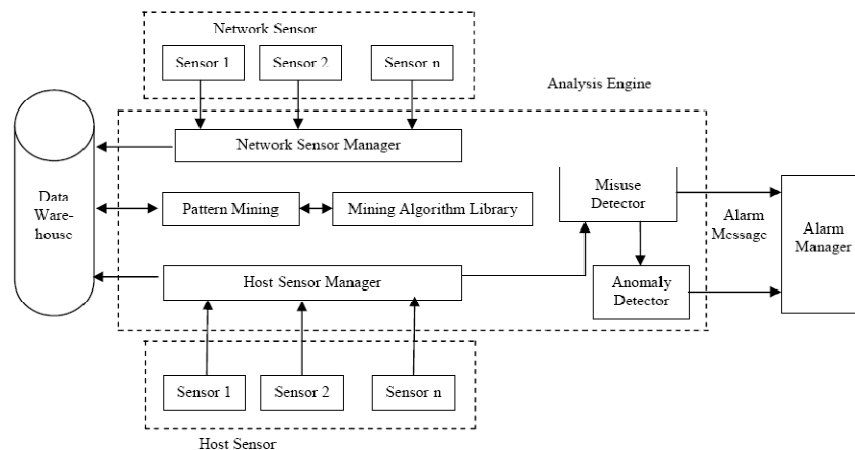 Network Sensor
Sensor 1
Sensor 2
Sensor n
Analysis Engine
Network Sensor Manager
Data
Ware-
house
Pattern Mining
Mining Algorithm Library
Misuse
Detector
Alarm
Message
Alarm
Manager
Host Sensor Manager
Anomaly
Detector
Sensor 1
Sensor 2
Sensor n
Host Sensor